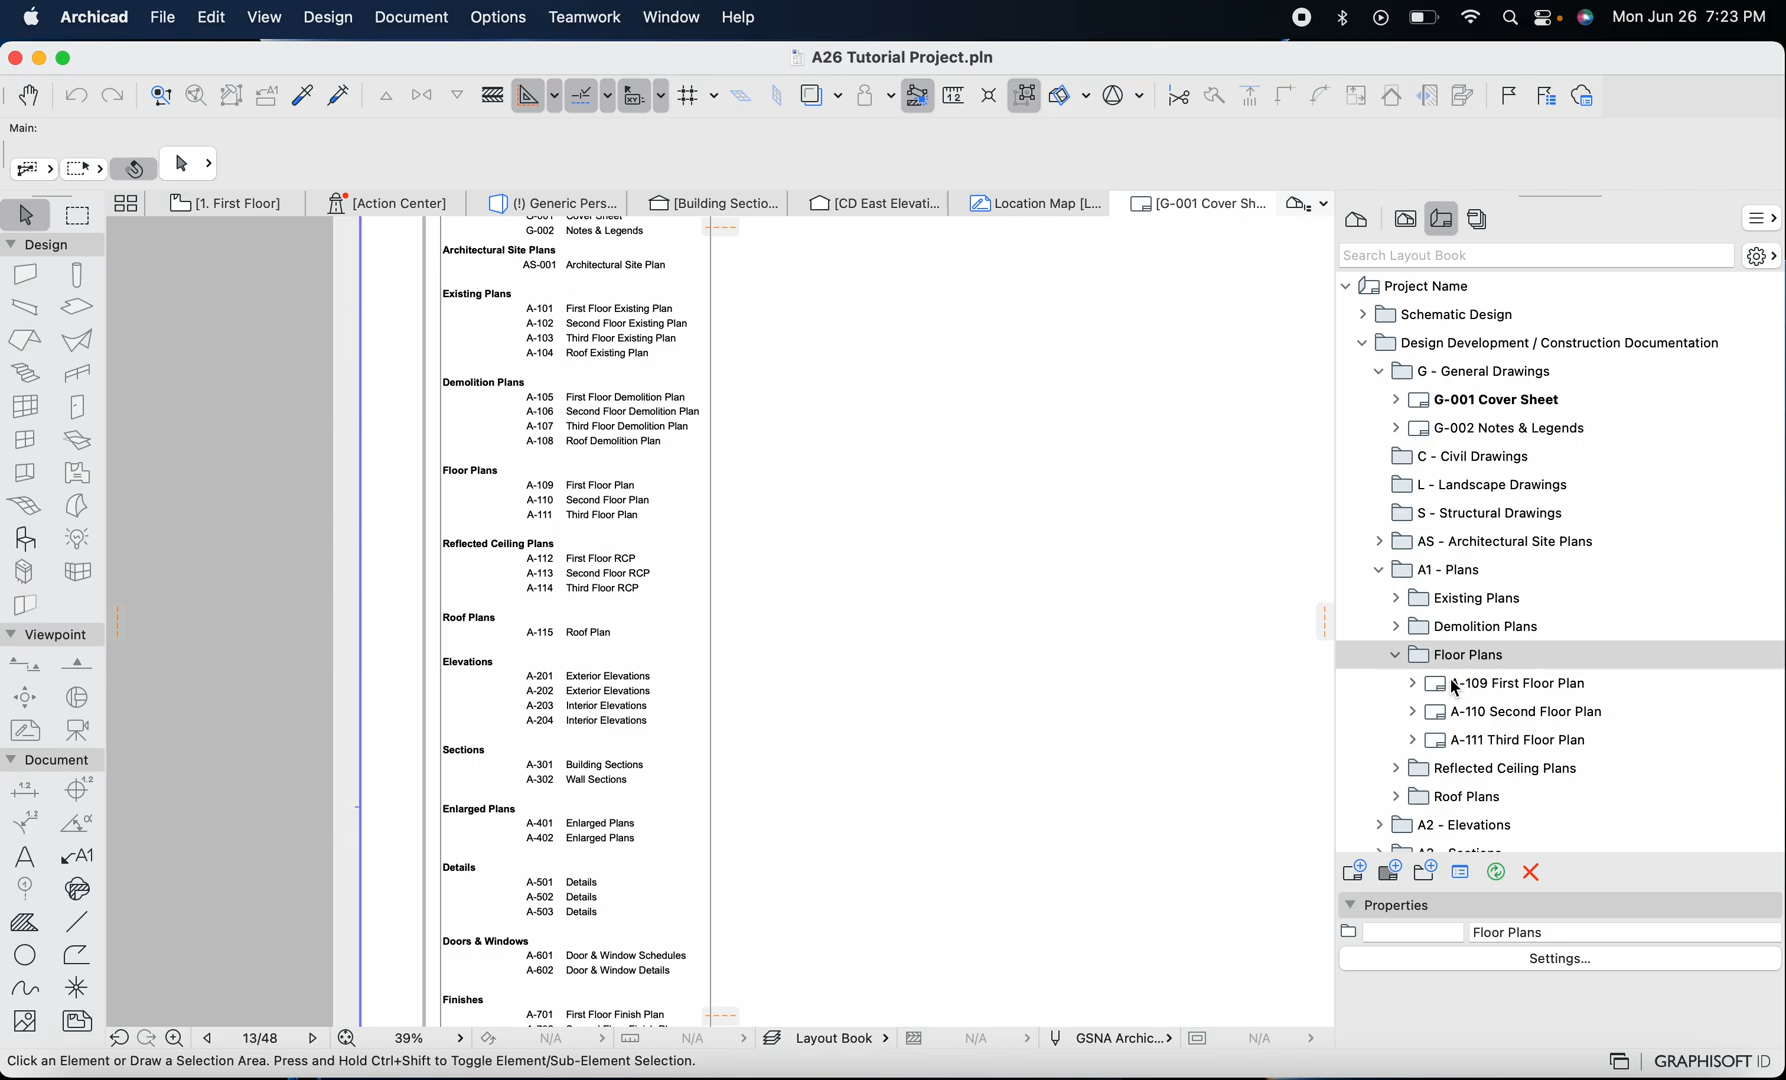 Archicad File Edit View Design Document Options Teamwork Window Help Mon Jun 26 7:23 PM
A26 Tutorial Project.pln
Main:
[1. First Floor] [Action Center] (!) Generic Pers... [Building Sectio... [CD East Elevati... Location Map [L... [G-001 Cover Sh...
Design
Viewpoint
Document
G-001 Cover Sheet
G-002 Notes & Legends
Architectural Site Plans
AS-001 Architectural Site Plan
Existing Plans
A-101 First Floor Existing Plan
A-102 Second Floor Existing Plan
A-103 Third Floor Existing Plan
A-104 Roof Existing Plan
Demolition Plans
A-105 First Floor Demolition Plan
A-106 Second Floor Demolition Plan
A-107 Third Floor Demolition Plan
A-108 Roof Demolition Plan
Floor Plans
A-109 First Floor Plan
A-110 Second Floor Plan
A-111 Third Floor Plan
Reflected Ceiling Plans
A-112 First Floor RCP
A-113 Second Floor RCP
A-114 Third Floor RCP
Roof Plans
A-115 Roof Plan
Elevations
A-201 Exterior Elevations
A-202 Exterior Elevations
A-203 Interior Elevations
A-204 Interior Elevations
Sections
A-301 Building Sections
A-302 Wall Sections
Enlarged Plans
A-401 Enlarged Plans
A-402 Enlarged Plans
Details
A-501 Details
A-502 Details
A-503 Details
Doors & Windows
A-601 Door & Window Schedules
A-602 Door & Window Details
Finishes
A-701 First Floor Finish Plan
Search Layout Book
Project Name
Schematic Design
Design Development / Construction Documentation
G - General Drawings
G-001 Cover Sheet
G-002 Notes & Legends
C - Civil Drawings
L - Landscape Drawings
S - Structural Drawings
AS - Architectural Site Plans
A1 - Plans
Existing Plans
Demolition Plans
Floor Plans
A-109 First Floor Plan
A-110 Second Floor Plan
A-111 Third Floor Plan
Reflected Ceiling Plans
Roof Plans
A2 - Elevations
Properties
Floor Plans
Settings...
13/48 39% N/A N/A Layout Book N/A GSNA Archic... N/A
Click an Element or Draw a Selection Area. Press and Hold Ctrl+Shift to Toggle Element/Sub-Element Selection.
GRAPHISOFT ID